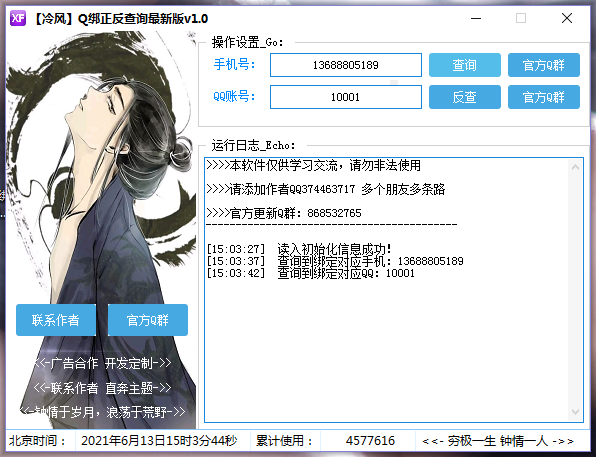 XF 【冷风】Q绑正反查询最新版v1.0
操作设置_Go:
手机号: 13688805189 查询 官方Q群
QQ账号: 10001 反查 官方Q群
运行日志_Echo:
>>>>本软件仅供学习交流，请勿非法使用
>>>>请添加作者QQ374463717 多个朋友多条路
>>>>官方更新Q群: 868532765
------------------------------------------
[15:03:27] 读入初始化信息成功!
[15:03:37] 查询到绑定对应手机: 13688805189
[15:03:42] 查询到绑定对应QQ: 10001
联系作者 官方Q群
<<-广告合作 开发定制->>
<<-联系作者 直奔主题->>
<<-钟情于岁月，浪荡于荒野->>
北京时间: 2021年6月13日15时3分44秒 累计使用: 4577616 <<- 穷极一生 钟情一人 ->>